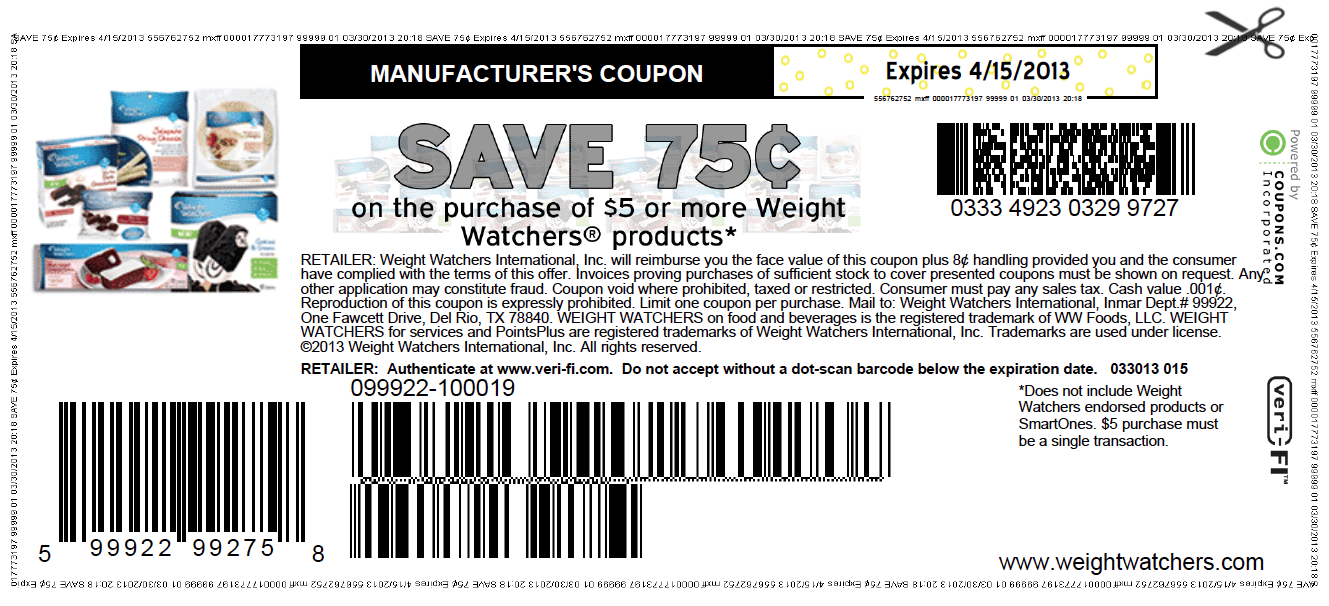 SAVE 75¢ Expires 4/15/2013 556762752 mxff 000017773197 99999 01 03/30/2013 20:18 SAVE 75¢ Expires 4/15/2013 556762752 mxff 000017773197 99999 01 03/30/2013 20:18 SAVE 75¢ Expires 4/15/2013 556762752 mxff 000017773197 99999 01 03/30/2013 20:18 SAVE 75¢ Exp
MANUFACTURER'S COUPON
Expires 4/15/2013
556762752 mxff 000017773197 99999 01 03/30/2013 20:18
SAVE 75¢
on the purchase of $5 or more Weight
Watchers® products*
0333 4923 0329 9727
Powered by
COUPONS.COM
Incorporated
RETAILER: Weight Watchers International, Inc. will reimburse you the face value of this coupon plus 8¢ handling provided you and the consumer
have complied with the terms of this offer. Invoices proving purchases of sufficient stock to cover presented coupons must be shown on request. Any
other application may constitute fraud. Coupon void where prohibited, taxed or restricted. Consumer must pay any sales tax. Cash value .001¢.
Reproduction of this coupon is expressly prohibited. Limit one coupon per purchase. Mail to: Weight Watchers International, Inmar Dept.# 99922,
One Fawcett Drive, Del Rio, TX 78840. WEIGHT WATCHERS on food and beverages is the registered trademark of WW Foods, LLC. WEIGHT
WATCHERS for services and PointsPlus are registered trademarks of Weight Watchers International, Inc. Trademarks are used under license.
©2013 Weight Watchers International, Inc. All rights reserved.
RETAILER: Authenticate at www.veri-fi.com. Do not accept without a dot-scan barcode below the expiration date. 033013 015
099922-100019
*Does not include Weight
Watchers endorsed products or
SmartOnes. $5 purchase must
be a single transaction.
veri-FI™
5 99922 99275 8
www.weightwatchers.com